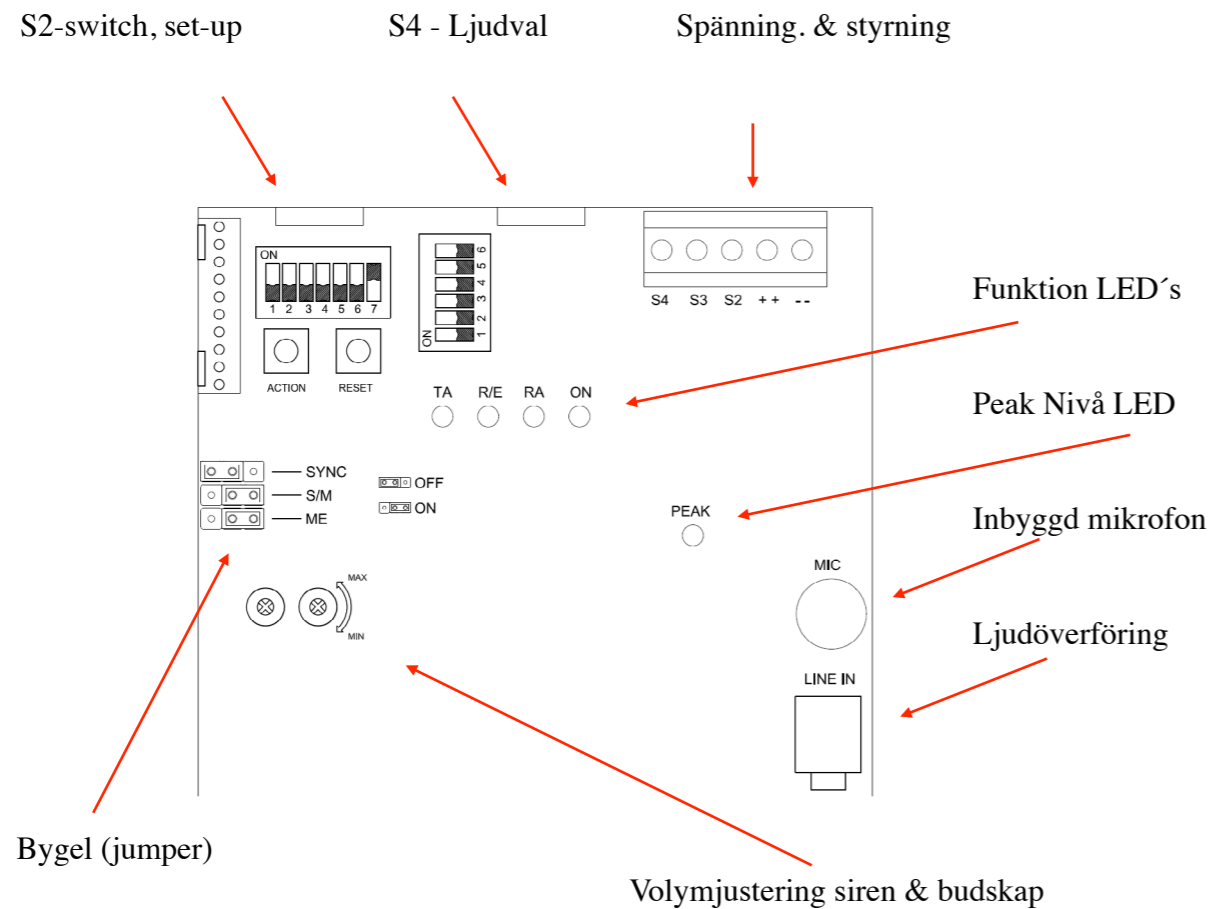 S2-switch, set-up
S4 - Ljudval
Spänning. & styrning
ON
1 2 3 4 5 6 7
ACTION
RESET
ON
1 2 3 4 5 6
S4 S3 S2 + + - -
Funktion LED´s
TA R/E RA ON
Peak Nivå LED
SYNC
S/M
ME
OFF
ON
PEAK
Inbyggd mikrofon
MIC
MAX
MIN
Ljudöverföring
LINE IN
Bygel (jumper)
Volymjustering siren & budskap